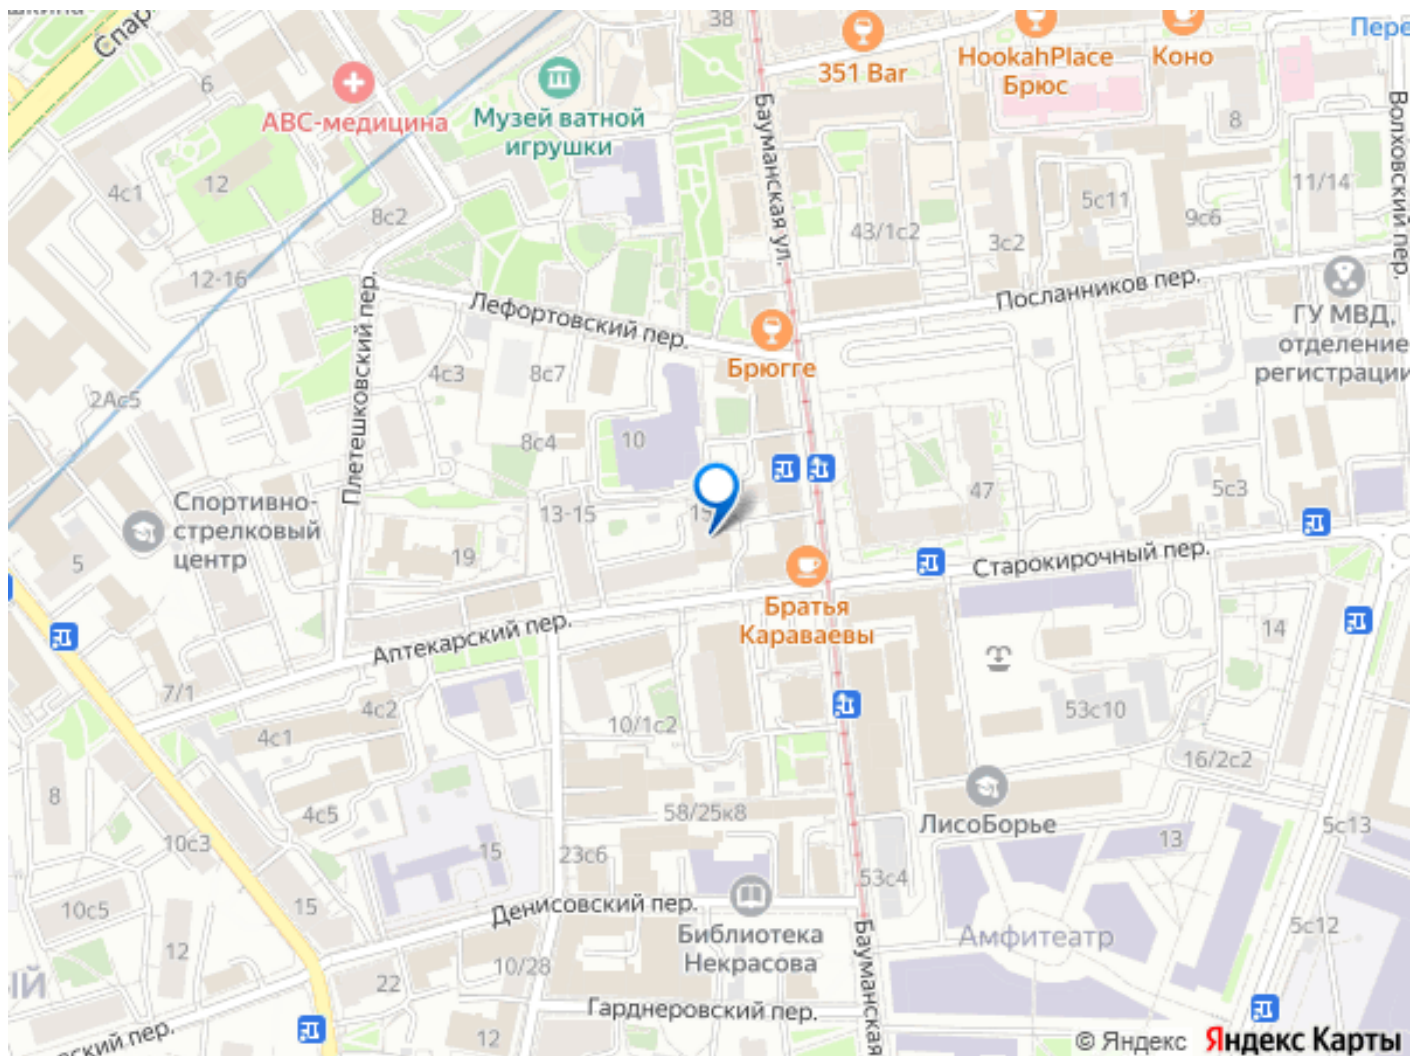 38
351 Bar
HookahPlace
Брюс
Коно
Пере
6
АВС-медицина
Музей ватной
игрушки
Бауманская ул.
8
Волховский пер.
4с1
12
8с2
43/1с2
5с11
9с6
11/14
3с2
12-16
Плетешковский пер.
Лефортовский пер.
Посланников пер.
ГУ МВД,
отделение
регистрации
Брюгге
4с3
8с7
2Ас5
8с4
10
47
5с3
Спортивно-
стрелковый
центр
13-15
5
19
Старокирочный пер.
Братья
Караваевы
Аптекарский пер.
14
7/1
4с2
10/1с2
53с10
4с1
16/2с2
8
4с5
58/25к8
ЛисоБорье
13
5с13
10с3
15
23с6
53с4
10с5
15
Денисовский пер.
Библиотека
Некрасова
Амфитеатр
5с12
12
10/28
22
Бауманская
ый
Гарднеровский пер.
12
вский пер.
© Яндекс Яндекс Карты